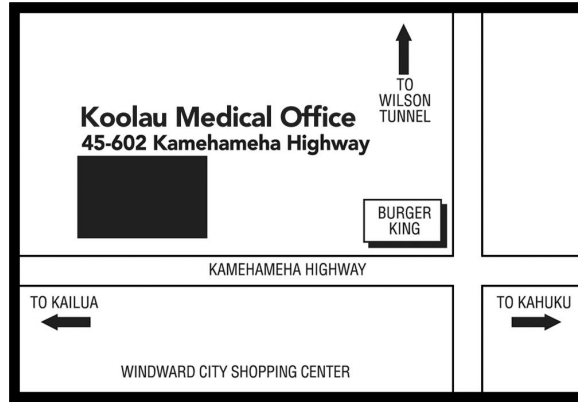 TO
WILSON
TUNNEL
Koolau Medical Office
45-602 Kamehameha Highway
BURGER
KING
KAMEHAMEHA HIGHWAY
TO KAILUA
TO KAHUKU
WINDWARD CITY SHOPPING CENTER